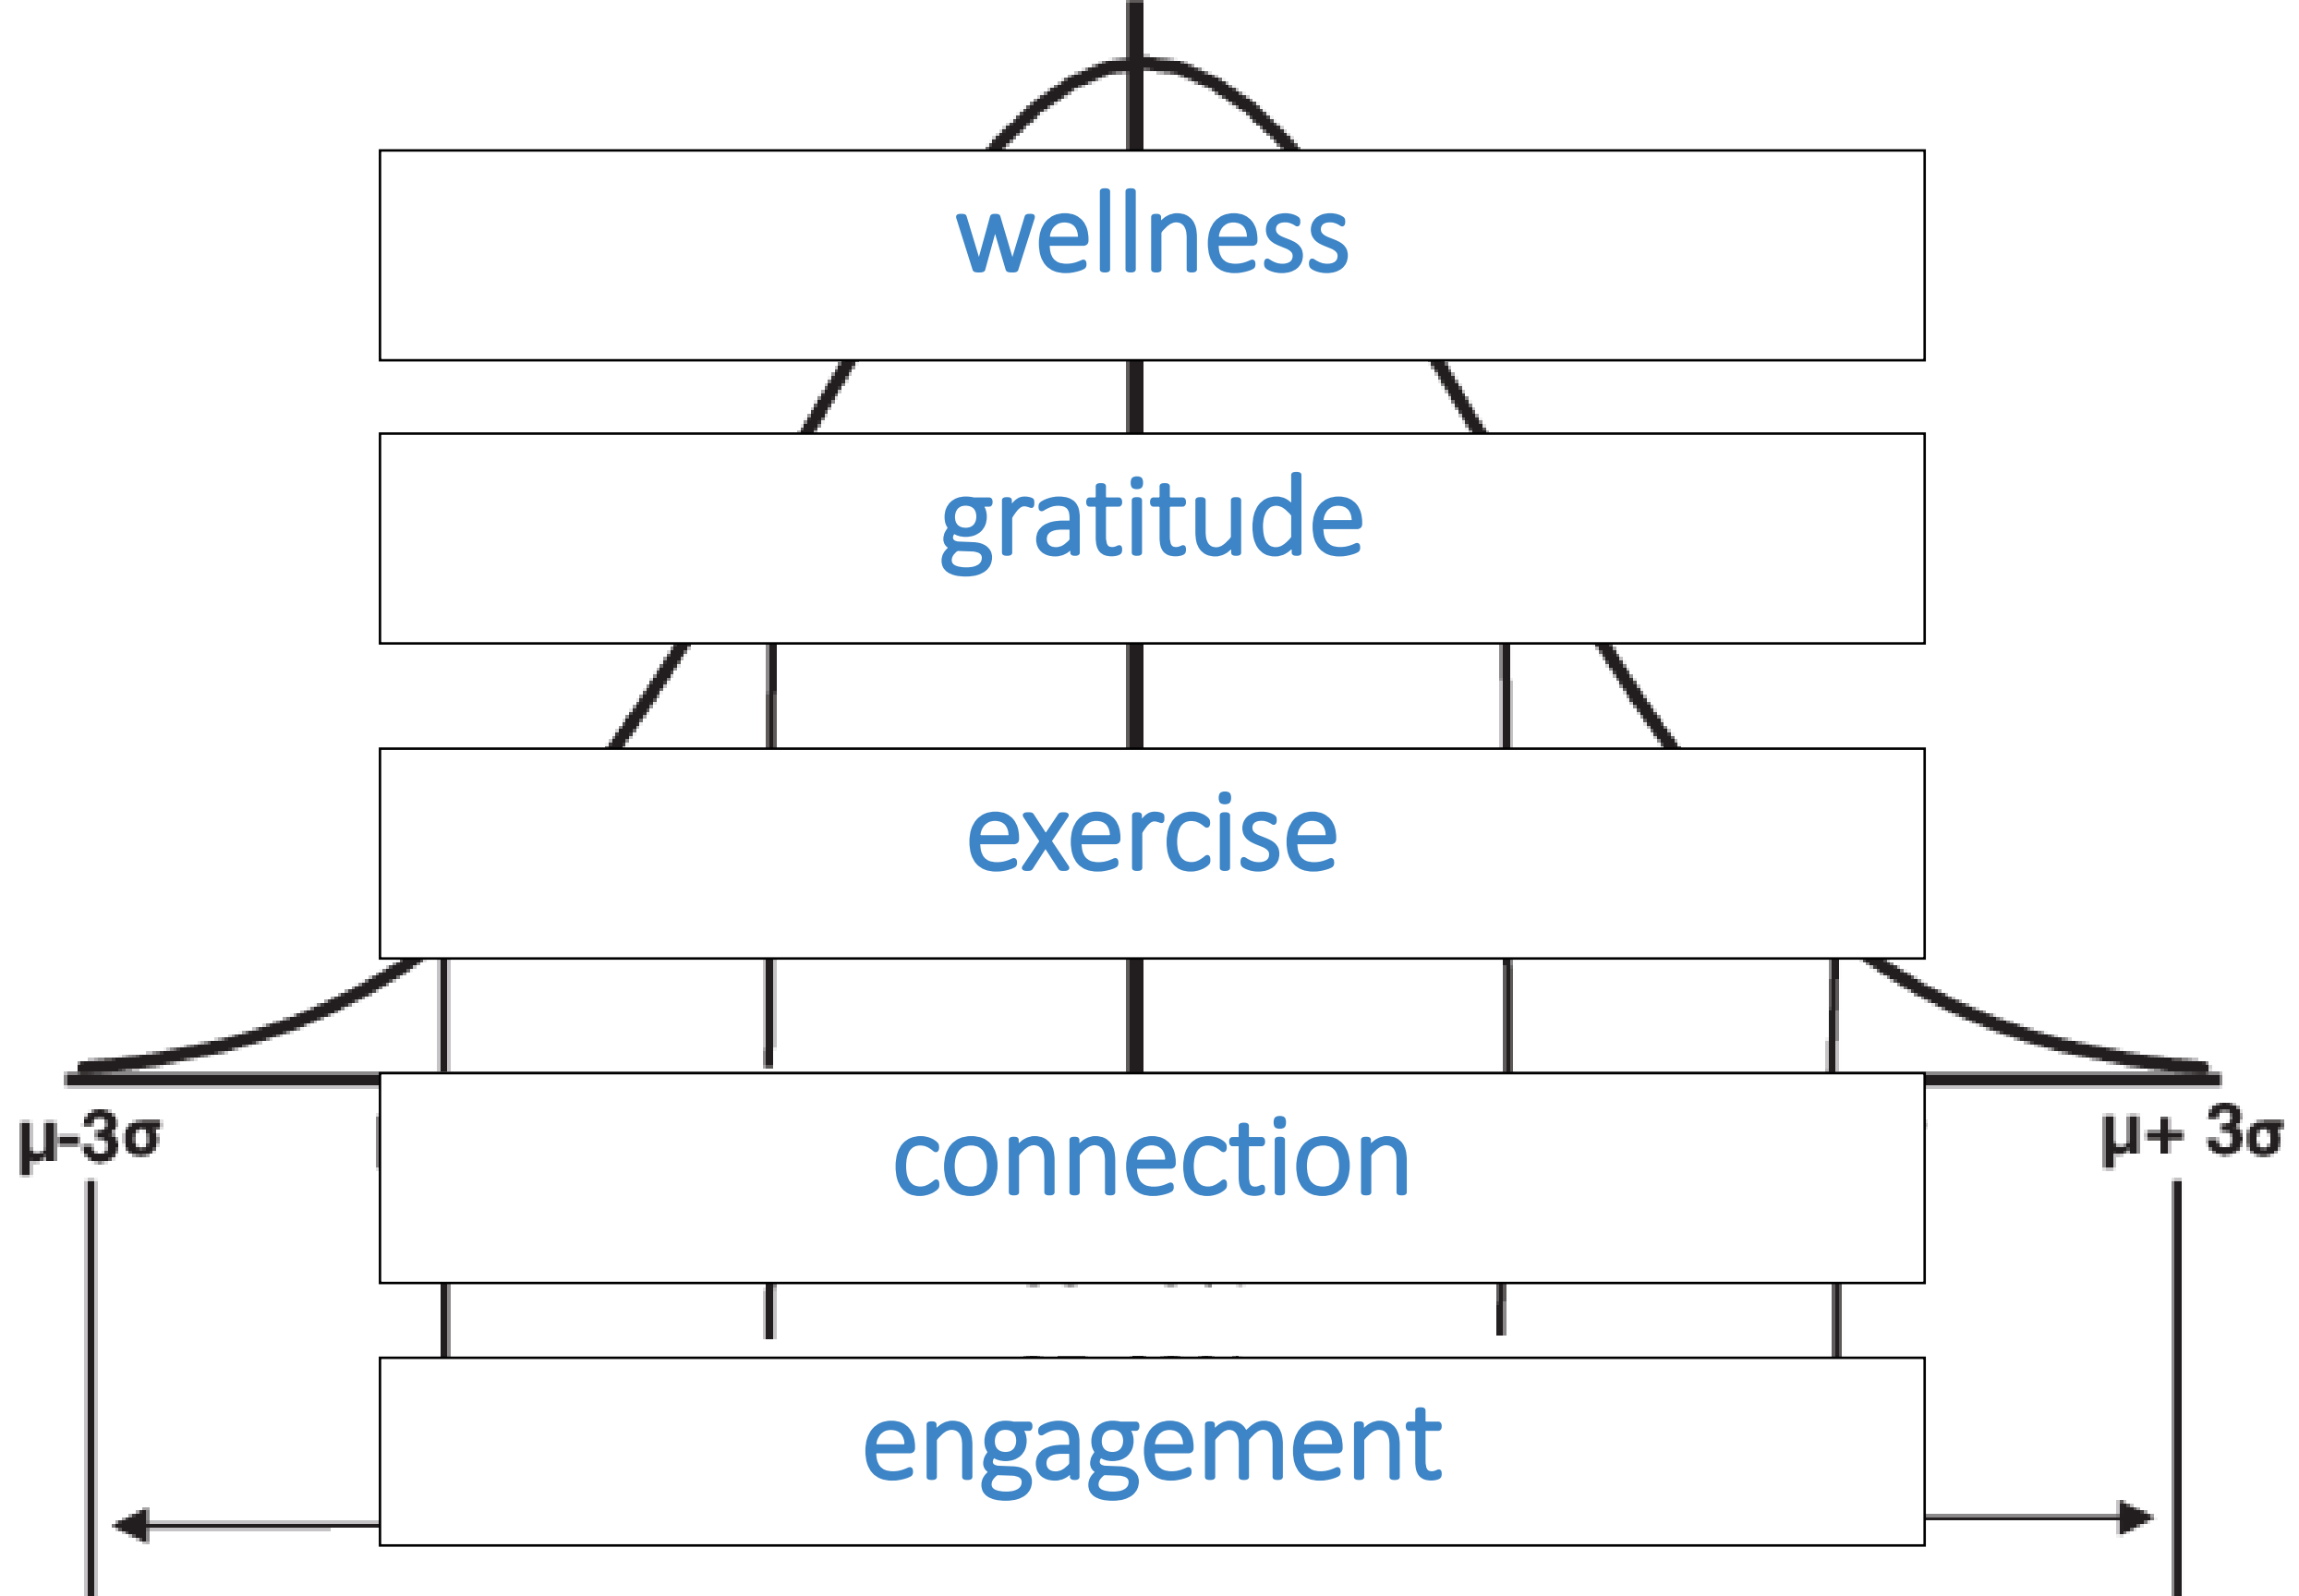 wellness
gratitude
exercise
μ-3σ
μ+ 3σ
connection
engagement